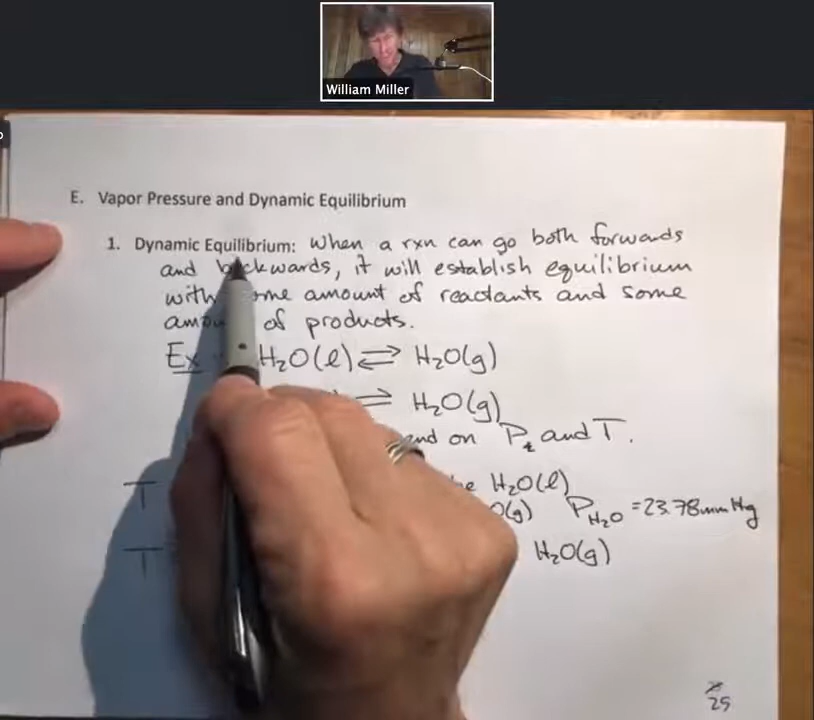 William Miller
E. Vapor Pressure and Dynamic Equilibrium
1. Dynamic Equilibrium: When a rxn can go both forwards
and backwards, it will establish equilibrium
with some amount of reactants and some
amount of products.
Ex H₂O(l) ⇌ H₂O(g)
⇌ H₂O(g)
on P and T.
T H₂O(l)
(g) P H₂O = 23.78 mm Hg
T H₂O(g)
25